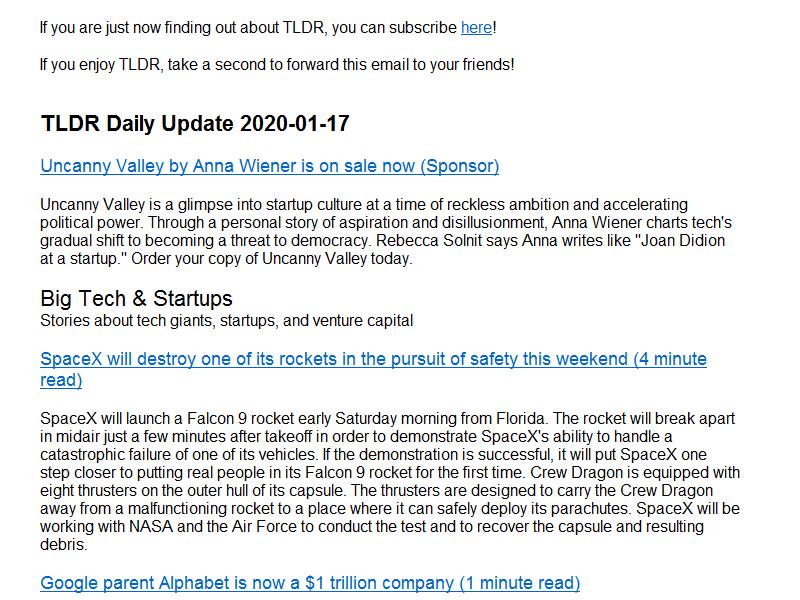 If you are just now finding out about TLDR, you can subscribe here!
If you enjoy TLDR, take a second to forward this email to your friends!
TLDR Daily Update 2020-01-17
Uncanny Valley by Anna Wiener is on sale now (Sponsor)
Uncanny Valley is a glimpse into startup culture at a time of reckless ambition and accelerating
political power. Through a personal story of aspiration and disillusionment, Anna Wiener charts tech's
gradual shift to becoming a threat to democracy. Rebecca Solnit says Anna writes like "Joan Didion
at a startup." Order your copy of Uncanny Valley today.
Big Tech & Startups
Stories about tech giants, startups, and venture capital
SpaceX will destroy one of its rockets in the pursuit of safety this weekend (4 minute
read)
SpaceX will launch a Falcon 9 rocket early Saturday morning from Florida. The rocket will break apart
in midair just a few minutes after takeoff in order to demonstrate SpaceX's ability to handle a
catastrophic failure of one of its vehicles. If the demonstration is successful, it will put SpaceX one
step closer to putting real people in its Falcon 9 rocket for the first time. Crew Dragon is equipped with
eight thrusters on the outer hull of its capsule. The thrusters are designed to carry the Crew Dragon
away from a malfunctioning rocket to a place where it can safely deploy its parachutes. SpaceX will be
working with NASA and the Air Force to conduct the test and to recover the capsule and resulting
debris.
Google parent Alphabet is now a $1 trillion company (1 minute read)